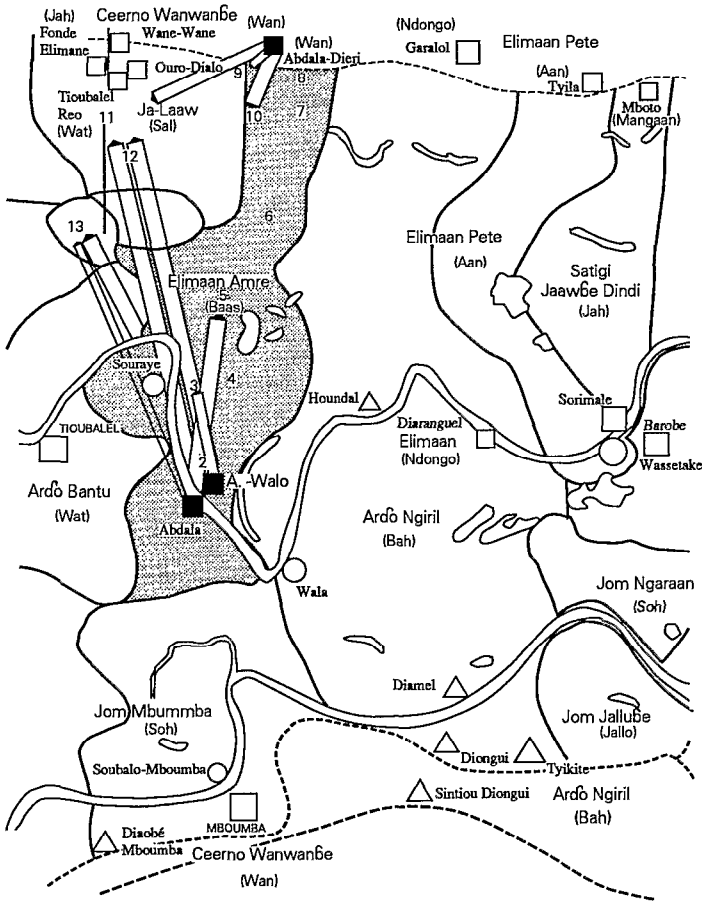 (Jah)
Ceerno Wanwanɓe
(Wan)
Fonde
Elimane
Wane-Wane
(Wan)
Abdala-Dieri
(Ndongo)
Garalol
Elimaan Pete
Ouro-Dialo
9
8
(Aan)
Tyila
Tioubalel
Reo
(Wat)
11
Ja-Laaw
(Sal)
10
7
Mboto
(Mangaan)
12
13
6
Elimaan Pete
(Aan)
Satigi
Jaawɓe Dindi
(Jah)
Elimaan Amre
5
(Baas)
Souraye
3
4
Houndal
Sorimale
TIOUBALEL
Diaranguel
Elimaan
(Ndongo)
Barobe
Wassetake
2
A. -Walo
Ardo Bantu
(Wat)
Abdala
Ardo Ngiril
(Bah)
Wala
Jom Ngaraan
(Soh)
Diamel
Jom Mbummba
(Soh)
Jom Jalluɓe
(Jallo)
Diongui
Tyikite
Soubalo-Mboumba
Sintiou Diongui
Ardo Ngiril
(Bah)
MBOUMBA
Diaobé
Mboumba
Ceerno Wanwanɓe
(Wan)